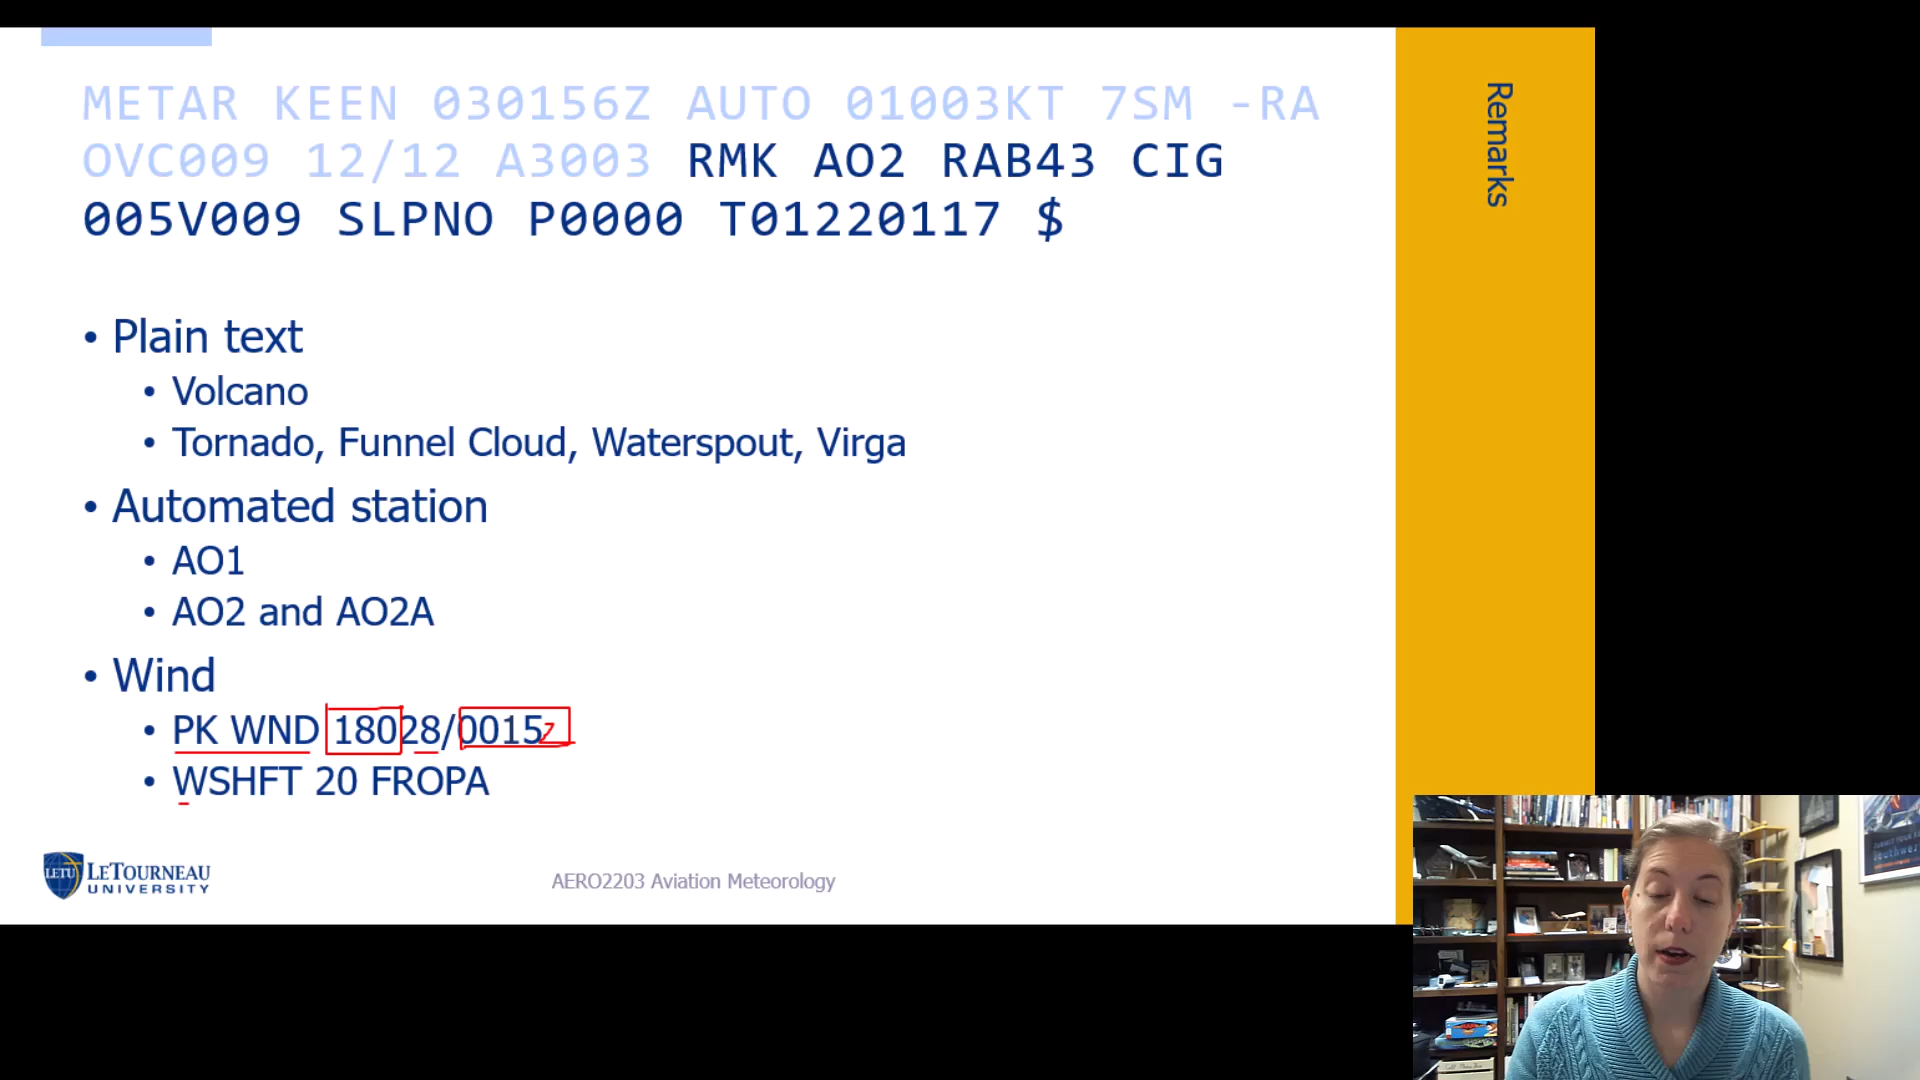 METAR KEEN 030156Z AUTO 01003KT 7SM -RA
OVC009 12/12 A3003 RMK AO2 RAB43 CIG
005V009 SLPNO P0000 T01220117 $
Remarks
• Plain text
• Volcano
• Tornado, Funnel Cloud, Waterspout, Virga
• Automated station
• AO1
• AO2 and AO2A
• Wind
• PK WND 18028/0015z
• WSHFT 20 FROPA
LETU LETOURNEAU
UNIVERSITY
AERO2203 Aviation Meteorology